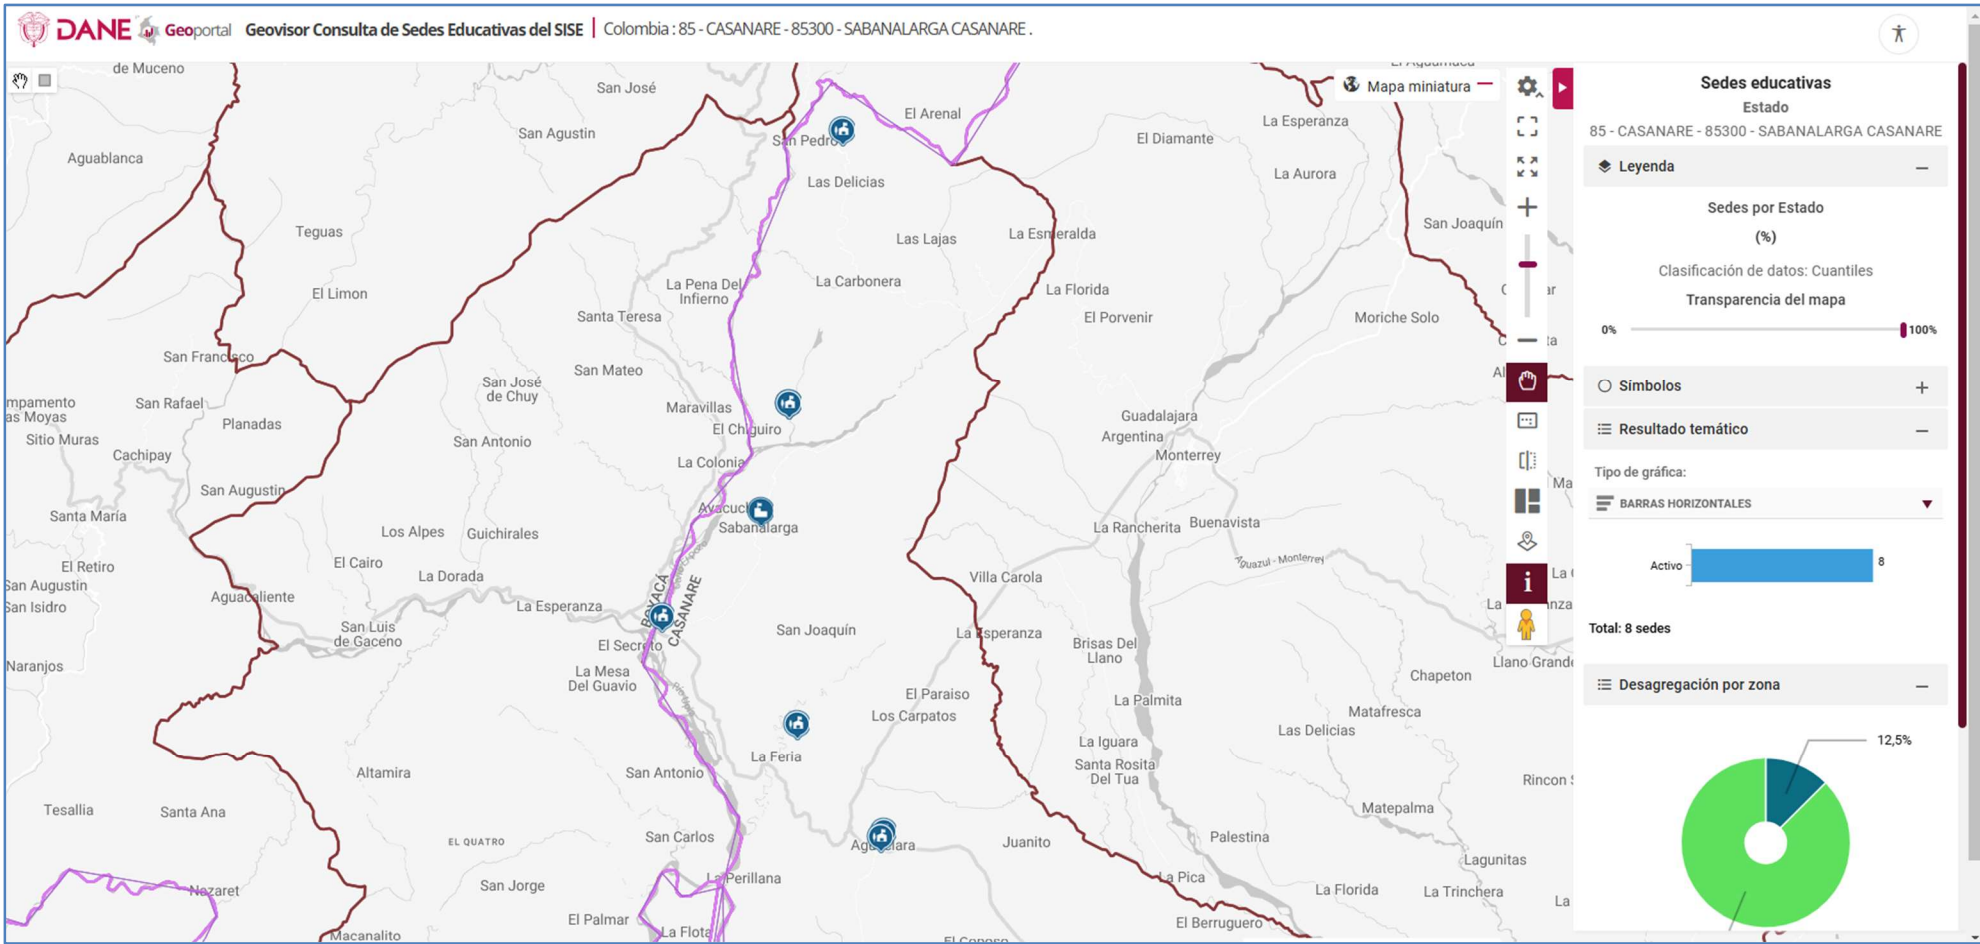 DANE Geoportal Geovisor Consulta de Sedes Educativas del SISE | Colombia : 85 - CASANARE - 85300 - SABANALARGA CASANARE .
de Muceno
San José
Mapa miniatura
El Arenal
San Agustin
San Pedro
El Diamante
La Esperanza
Aguablanca
Las Delicias
La Aurora
Teguas
Las Lajas
La Esmeralda
San Joaquín
La Pena Del
Infierno
La Carbonera
El Limon
La Florida
Santa Teresa
El Porvenir
Moriche Solo
San Francisco
San José
de Chuy
San Mateo
San Rafael
Maravillas
Planadas
El Chiguiro
Guadalajara
Argentina
Sitio Muras
San Antonio
Cachipay
La Colonia
Monterrey
San Augustin
Santa María
Sabanalarga
La Rancherita
Buenavista
Los Alpes
Guichirales
El Cairo
Aguazul - Monterrey
El Retiro
La Dorada
Villa Carola
San Augustin
San Isidro
Aguacaliente
La Esperanza
BOYACÁ
CASANARE
San Luis
de Gaceno
San Joaquín
La Esperanza
El Secreto
Brisas Del
Llano
Naranjos
La Mesa
Del Guavio
Llano Grande
Chapeton
El Paraiso
La Palmita
Los Carpatos
Matafresca
Las Delicias
La Iguara
La Feria
Santa Rosita
Del Tua
Altamira
San Antonio
Tesallia
Santa Ana
Matepalma
EL QUATRO
San Carlos
Juanito
Palestina
Lagunitas
Nazaret
San Jorge
La Perillana
La Pica
La Florida
La Trinchera
El Palmar
El Berruguero
La Flota
Macanalito
Sedes educativas
Estado
85 - CASANARE - 85300 - SABANALARGA CASANARE
Leyenda
Sedes por Estado
(%)
Clasificación de datos: Cuantiles
Transparencia del mapa
0% 100%
Símbolos
Resultado temático
Tipo de gráfica:
BARRAS HORIZONTALES
Activo 8
Total: 8 sedes
Desagregación por zona
12,5%